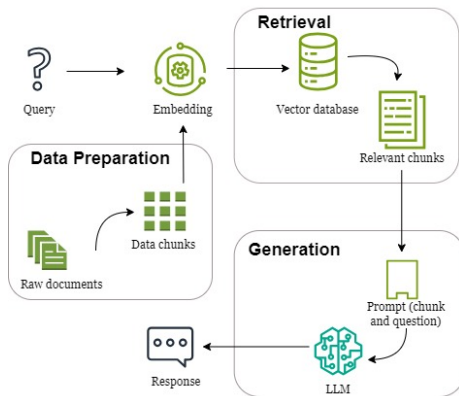 Retrieval
Query
Embedding
Vector database
Relevant chunks
Data Preparation
Data chunks
Raw documents
Generation
Prompt (chunk
and question)
LLM
Response